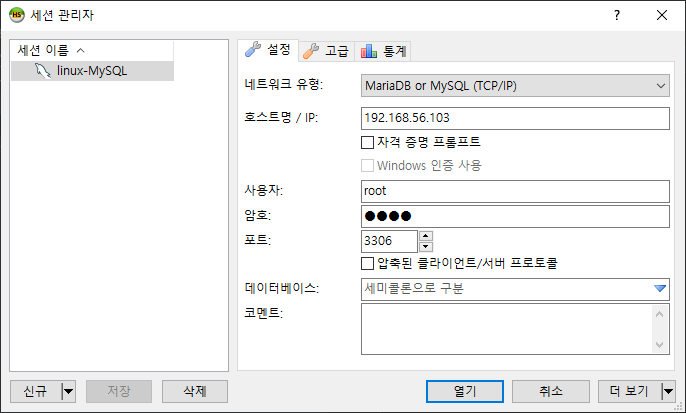 세션 관리자
세션 이름
linux-MySQL
설정 고급 통계
네트워크 유형: MariaDB or MySQL (TCP/IP)
호스트명 / IP: 192.168.56.103
자격 증명 프롬프트
Windows 인증 사용
사용자: root
암호: ●●●●
포트: 3306
압축된 클라이언트/서버 프로토콜
데이터베이스: 세미콜론으로 구분
코멘트:
신규 저장 삭제 열기 취소 더 보기